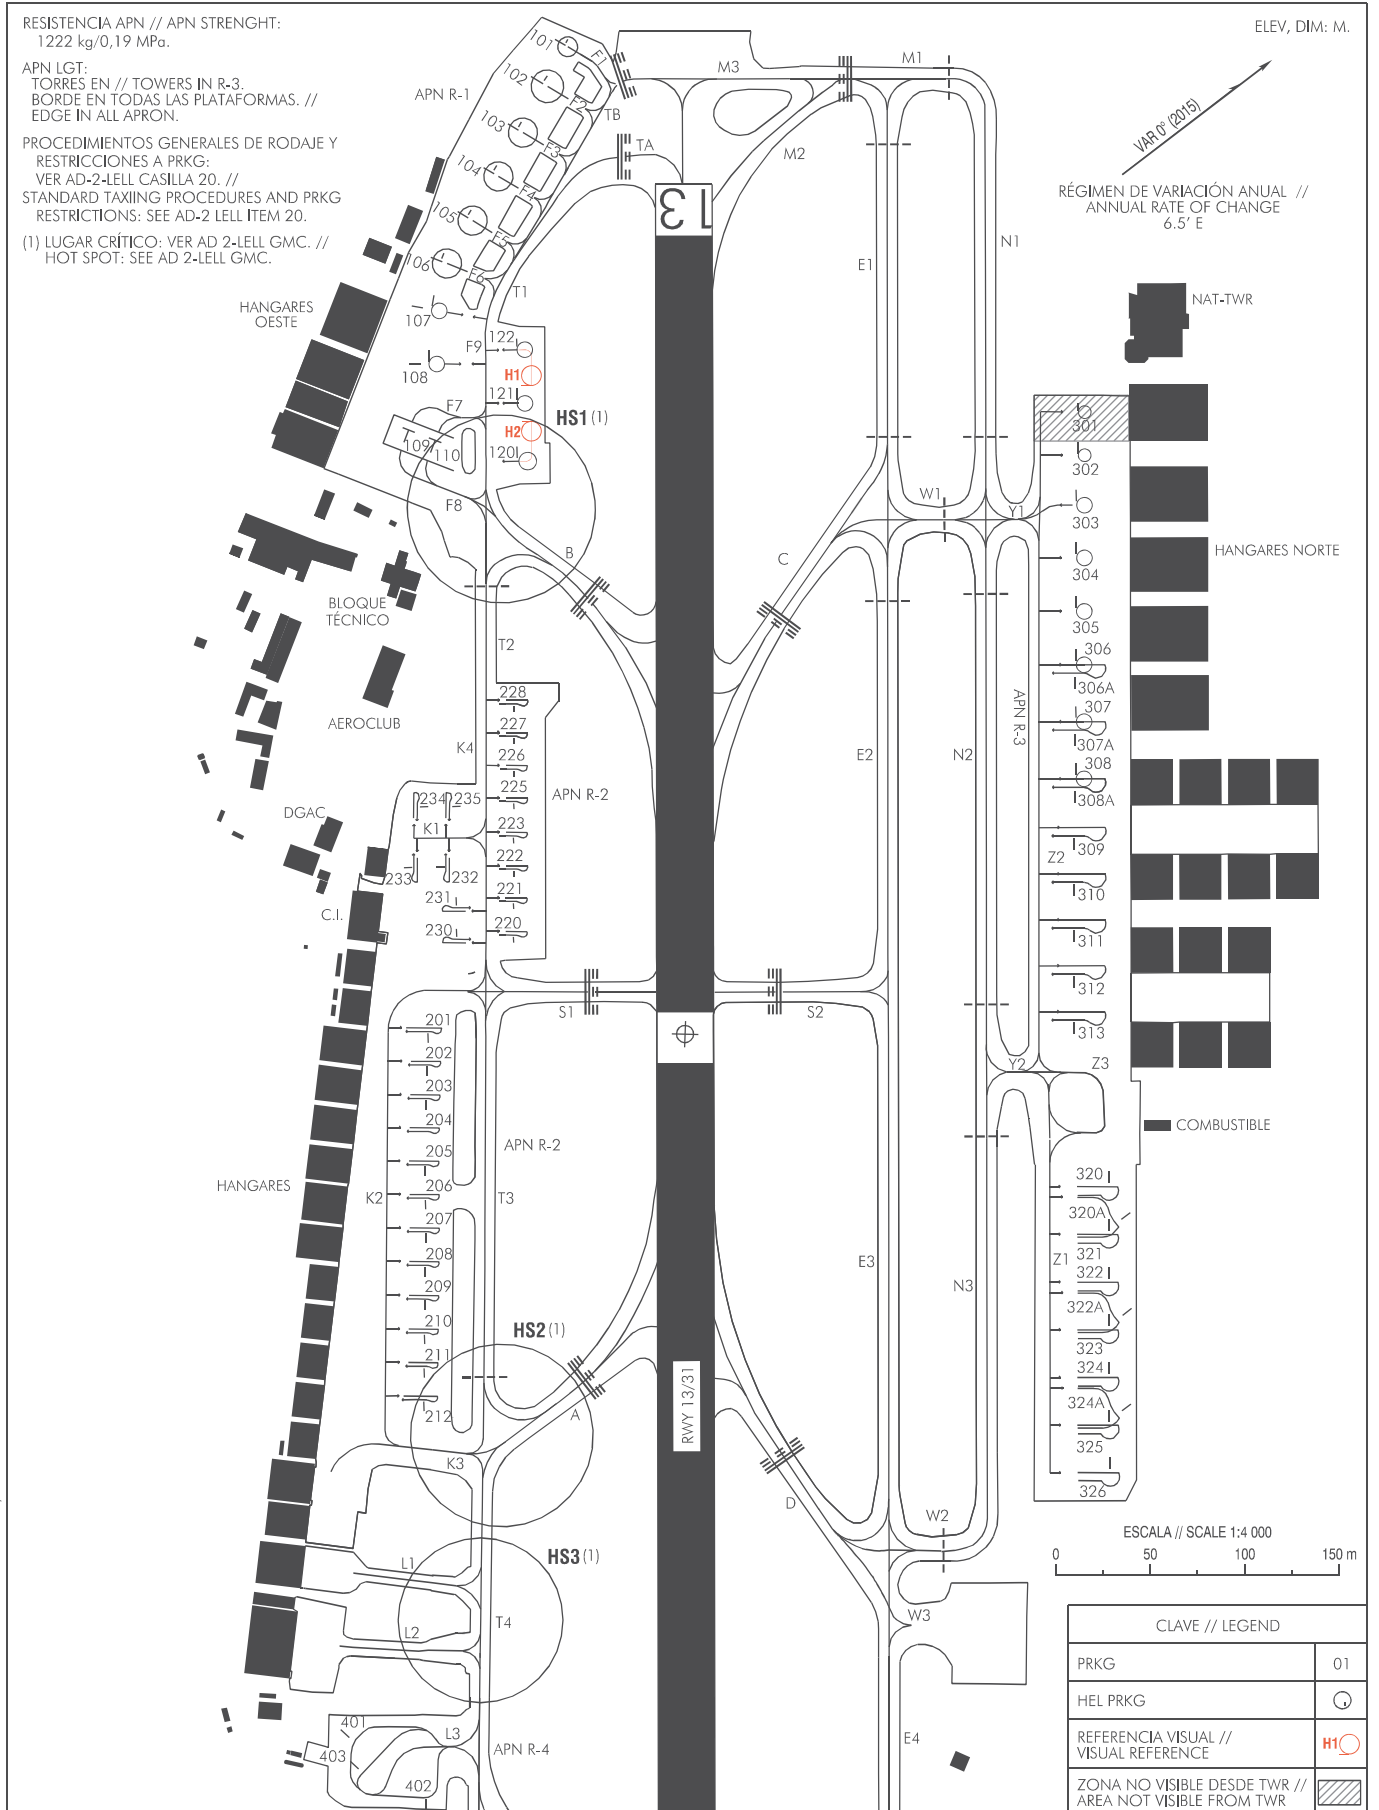 RESISTENCIA APN // APN STRENGHT:
1222 kg/0,19 MPa.
APN LGT:
TORRES EN // TOWERS IN R-3.
BORDE EN TODAS LAS PLATAFORMAS. //
EDGE IN ALL APRON.
PROCEDIMIENTOS GENERALES DE RODAJE Y
RESTRICCIONES A PRKG:
VER AD-2-LELL CASILLA 20. //
STANDARD TAXIING PROCEDURES AND PRKG
RESTRICTIONS: SEE AD-2 LELL ITEM 20.
(1) LUGAR CRÍTICO: VER AD 2-LELL GMC. //
HOT SPOT: SEE AD 2-LELL GMC.
ELEV, DIM: M.
VAR 0° (2015)
RÉGIMEN DE VARIACIÓN ANUAL //
ANNUAL RATE OF CHANGE
6.5' E
101
F1
102
F2
103
F3
104
F4
105
F5
106
F6
107
108
APN R-1
TB
TA
T1
M3
M1
M2
13
E1
N1
NAT-TWR
HANGARES
OESTE
F9
122
H1
121
H2
120
HS1 (1)
F7
109
110
F8
B
C
W1
Y1
301
302
303
304
305
306
306A
307
307A
308
308A
309
310
311
312
313
HANGARES NORTE
BLOQUE
TÉCNICO
AEROCLUB
T2
K4
228
227
226
225
223
222
221
220
APN R-2
DGAC
234
235
K1
233
232
231
230
C.I.
E2
N2
APN R-3
Z2
S1
S2
Y2
Z3
COMBUSTIBLE
201
202
203
204
205
206
207
208
209
210
211
212
APN R-2
K2
T3
HANGARES
E3
N3
Z1
320
320A
321
322
322A
323
324
324A
325
326
HS2 (1)
A
K3
RWY 13/31
D
W2
W3
HS3 (1)
L1
L2
T4
L3
401
403
402
APN R-4
E4
ESCALA // SCALE 1:4 000
0 50 100 150 m
CLAVE // LEGEND
PRKG 01
HEL PRKG
REFERENCIA VISUAL //
VISUAL REFERENCE H1
ZONA NO VISIBLE DESDE TWR //
AREA NOT VISIBLE FROM TWR